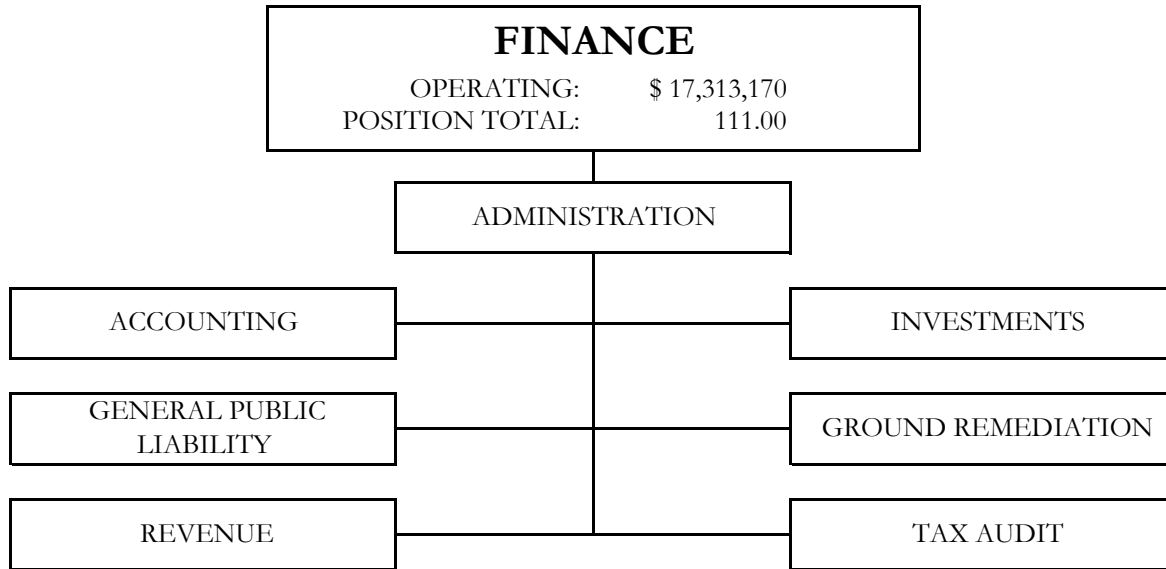 FINANCE
OPERATING: $ 17,313,170
POSITION TOTAL: 111.00
ADMINISTRATION
ACCOUNTING
INVESTMENTS
GENERAL PUBLIC
LIABILITY
GROUND REMEDIATION
REVENUE
TAX AUDIT